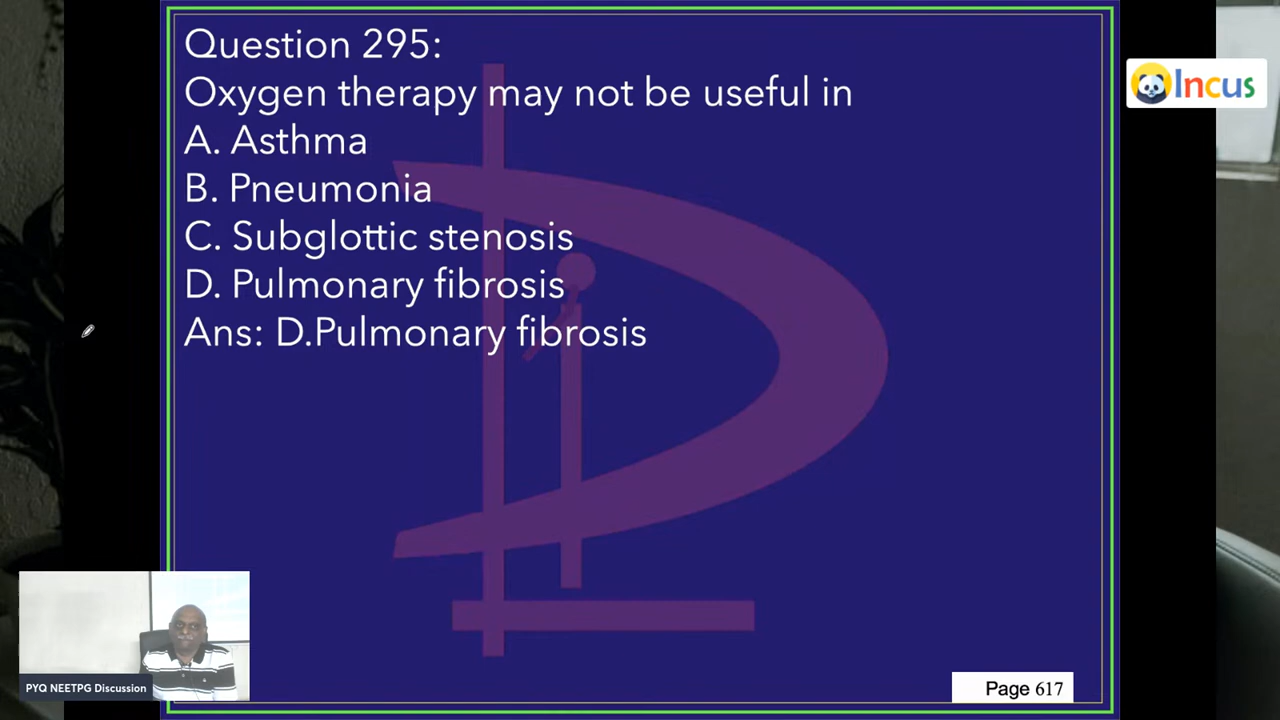 Question 295:
Oxygen therapy may not be useful in
A. Asthma
B. Pneumonia
C. Subglottic stenosis
D. Pulmonary fibrosis
Ans: D.Pulmonary fibrosis
Incus
PYQ NEETPG Discussion
Page 617